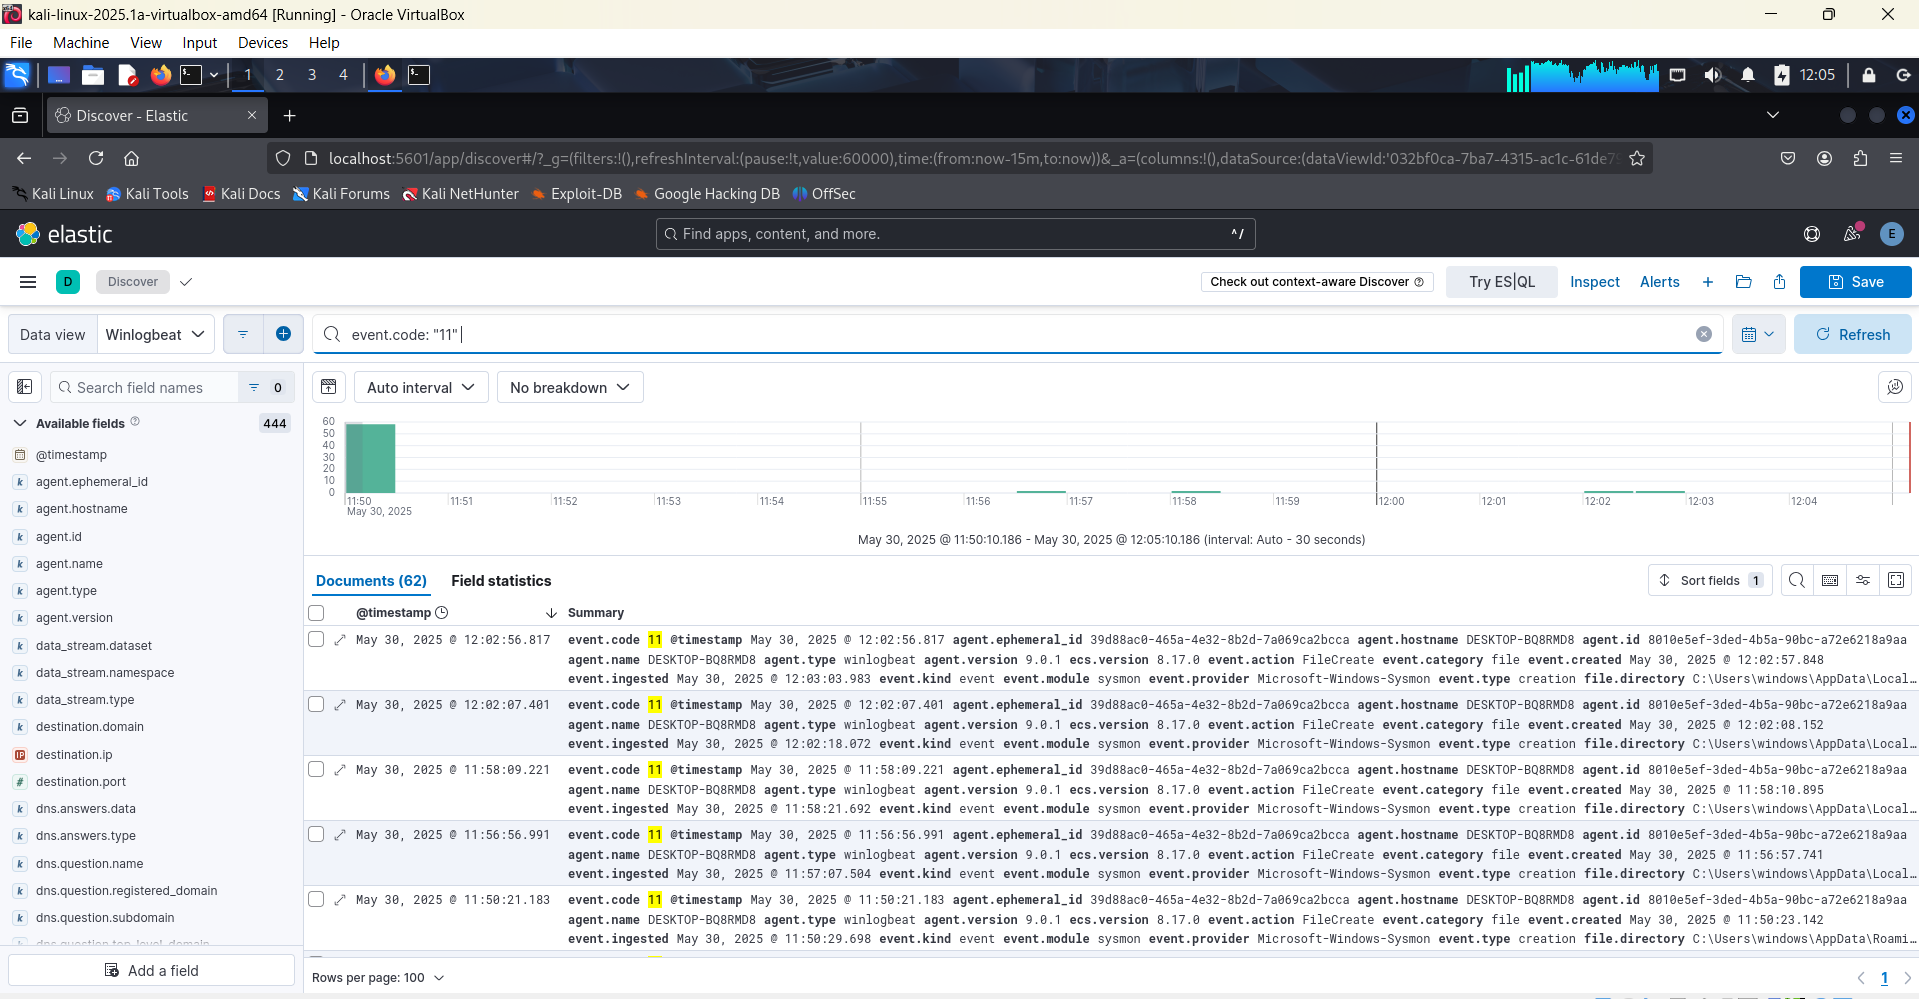 kali-linux-2025.1a-virtualbox-amd64 [Running] - Oracle VirtualBox
File Machine View Input Devices Help
1 2 3 4 12:05
Discover - Elastic
localhost:5601/app/discover#/?_g=(filters:!(),refreshInterval:(pause:!t,value:60000),time:(from:now-15m,to:now))&_a=(columns:!(),dataSource:(dataViewId:'032bf0ca-7ba7-4315-ac1c-61de79
Kali Linux Kali Tools Kali Docs Kali Forums Kali NetHunter Exploit-DB Google Hacking DB OffSec
elastic Find apps, content, and more. ^/ E
D Discover Check out context-aware Discover Try ES|QL Inspect Alerts Save
Data view Winlogbeat event.code: "11" Refresh
Search field names 0 Auto interval No breakdown
Available fields 444
@timestamp
agent.ephemeral_id
agent.hostname
agent.id
agent.name
agent.type
agent.version
data_stream.dataset
data_stream.namespace
data_stream.type
destination.domain
destination.ip
destination.port
dns.answers.data
dns.answers.type
dns.question.name
dns.question.registered_domain
dns.question.subdomain
dns.question.top_level_domain
Add a field
60
50
40
30
20
10
0
11:50 11:51 11:52 11:53 11:54 11:55 11:56 11:57 11:58 11:59 12:00 12:01 12:02 12:03 12:04
May 30, 2025
May 30, 2025 @ 11:50:10.186 - May 30, 2025 @ 12:05:10.186 (interval: Auto - 30 seconds)
Documents (62) Field statistics Sort fields 1
@timestamp Summary
May 30, 2025 @ 12:02:56.817 event.code 11 @timestamp May 30, 2025 @ 12:02:56.817 agent.ephemeral_id 39d88ac0-465a-4e32-8b2d-7a069ca2bcca agent.hostname DESKTOP-BQ8RMD8 agent.id 8010e5ef-3ded-4b5a-90bc-a72e6218a9aa
agent.name DESKTOP-BQ8RMD8 agent.type winlogbeat agent.version 9.0.1 ecs.version 8.17.0 event.action FileCreate event.category file event.created May 30, 2025 @ 12:02:57.848
event.ingested May 30, 2025 @ 12:03:03.983 event.kind event event.module sysmon event.provider Microsoft-Windows-Sysmon event.type creation file.directory C:\Users\windows\AppData\Local…
May 30, 2025 @ 12:02:07.401 event.code 11 @timestamp May 30, 2025 @ 12:02:07.401 agent.ephemeral_id 39d88ac0-465a-4e32-8b2d-7a069ca2bcca agent.hostname DESKTOP-BQ8RMD8 agent.id 8010e5ef-3ded-4b5a-90bc-a72e6218a9aa
agent.name DESKTOP-BQ8RMD8 agent.type winlogbeat agent.version 9.0.1 ecs.version 8.17.0 event.action FileCreate event.category file event.created May 30, 2025 @ 12:02:08.152
event.ingested May 30, 2025 @ 12:02:18.072 event.kind event event.module sysmon event.provider Microsoft-Windows-Sysmon event.type creation file.directory C:\Users\windows\AppData\Local…
May 30, 2025 @ 11:58:09.221 event.code 11 @timestamp May 30, 2025 @ 11:58:09.221 agent.ephemeral_id 39d88ac0-465a-4e32-8b2d-7a069ca2bcca agent.hostname DESKTOP-BQ8RMD8 agent.id 8010e5ef-3ded-4b5a-90bc-a72e6218a9aa
agent.name DESKTOP-BQ8RMD8 agent.type winlogbeat agent.version 9.0.1 ecs.version 8.17.0 event.action FileCreate event.category file event.created May 30, 2025 @ 11:58:10.895
event.ingested May 30, 2025 @ 11:58:21.692 event.kind event event.module sysmon event.provider Microsoft-Windows-Sysmon event.type creation file.directory C:\Users\windows\AppData\Local…
May 30, 2025 @ 11:56:56.991 event.code 11 @timestamp May 30, 2025 @ 11:56:56.991 agent.ephemeral_id 39d88ac0-465a-4e32-8b2d-7a069ca2bcca agent.hostname DESKTOP-BQ8RMD8 agent.id 8010e5ef-3ded-4b5a-90bc-a72e6218a9aa
agent.name DESKTOP-BQ8RMD8 agent.type winlogbeat agent.version 9.0.1 ecs.version 8.17.0 event.action FileCreate event.category file event.created May 30, 2025 @ 11:56:57.741
event.ingested May 30, 2025 @ 11:57:07.504 event.kind event event.module sysmon event.provider Microsoft-Windows-Sysmon event.type creation file.directory C:\Users\windows\AppData\Local…
May 30, 2025 @ 11:50:21.183 event.code 11 @timestamp May 30, 2025 @ 11:50:21.183 agent.ephemeral_id 39d88ac0-465a-4e32-8b2d-7a069ca2bcca agent.hostname DESKTOP-BQ8RMD8 agent.id 8010e5ef-3ded-4b5a-90bc-a72e6218a9aa
agent.name DESKTOP-BQ8RMD8 agent.type winlogbeat agent.version 9.0.1 ecs.version 8.17.0 event.action FileCreate event.category file event.created May 30, 2025 @ 11:50:23.142
event.ingested May 30, 2025 @ 11:50:29.698 event.kind event event.module sysmon event.provider Microsoft-Windows-Sysmon event.type creation file.directory C:\Users\windows\AppData\Roami…
Rows per page: 100 1